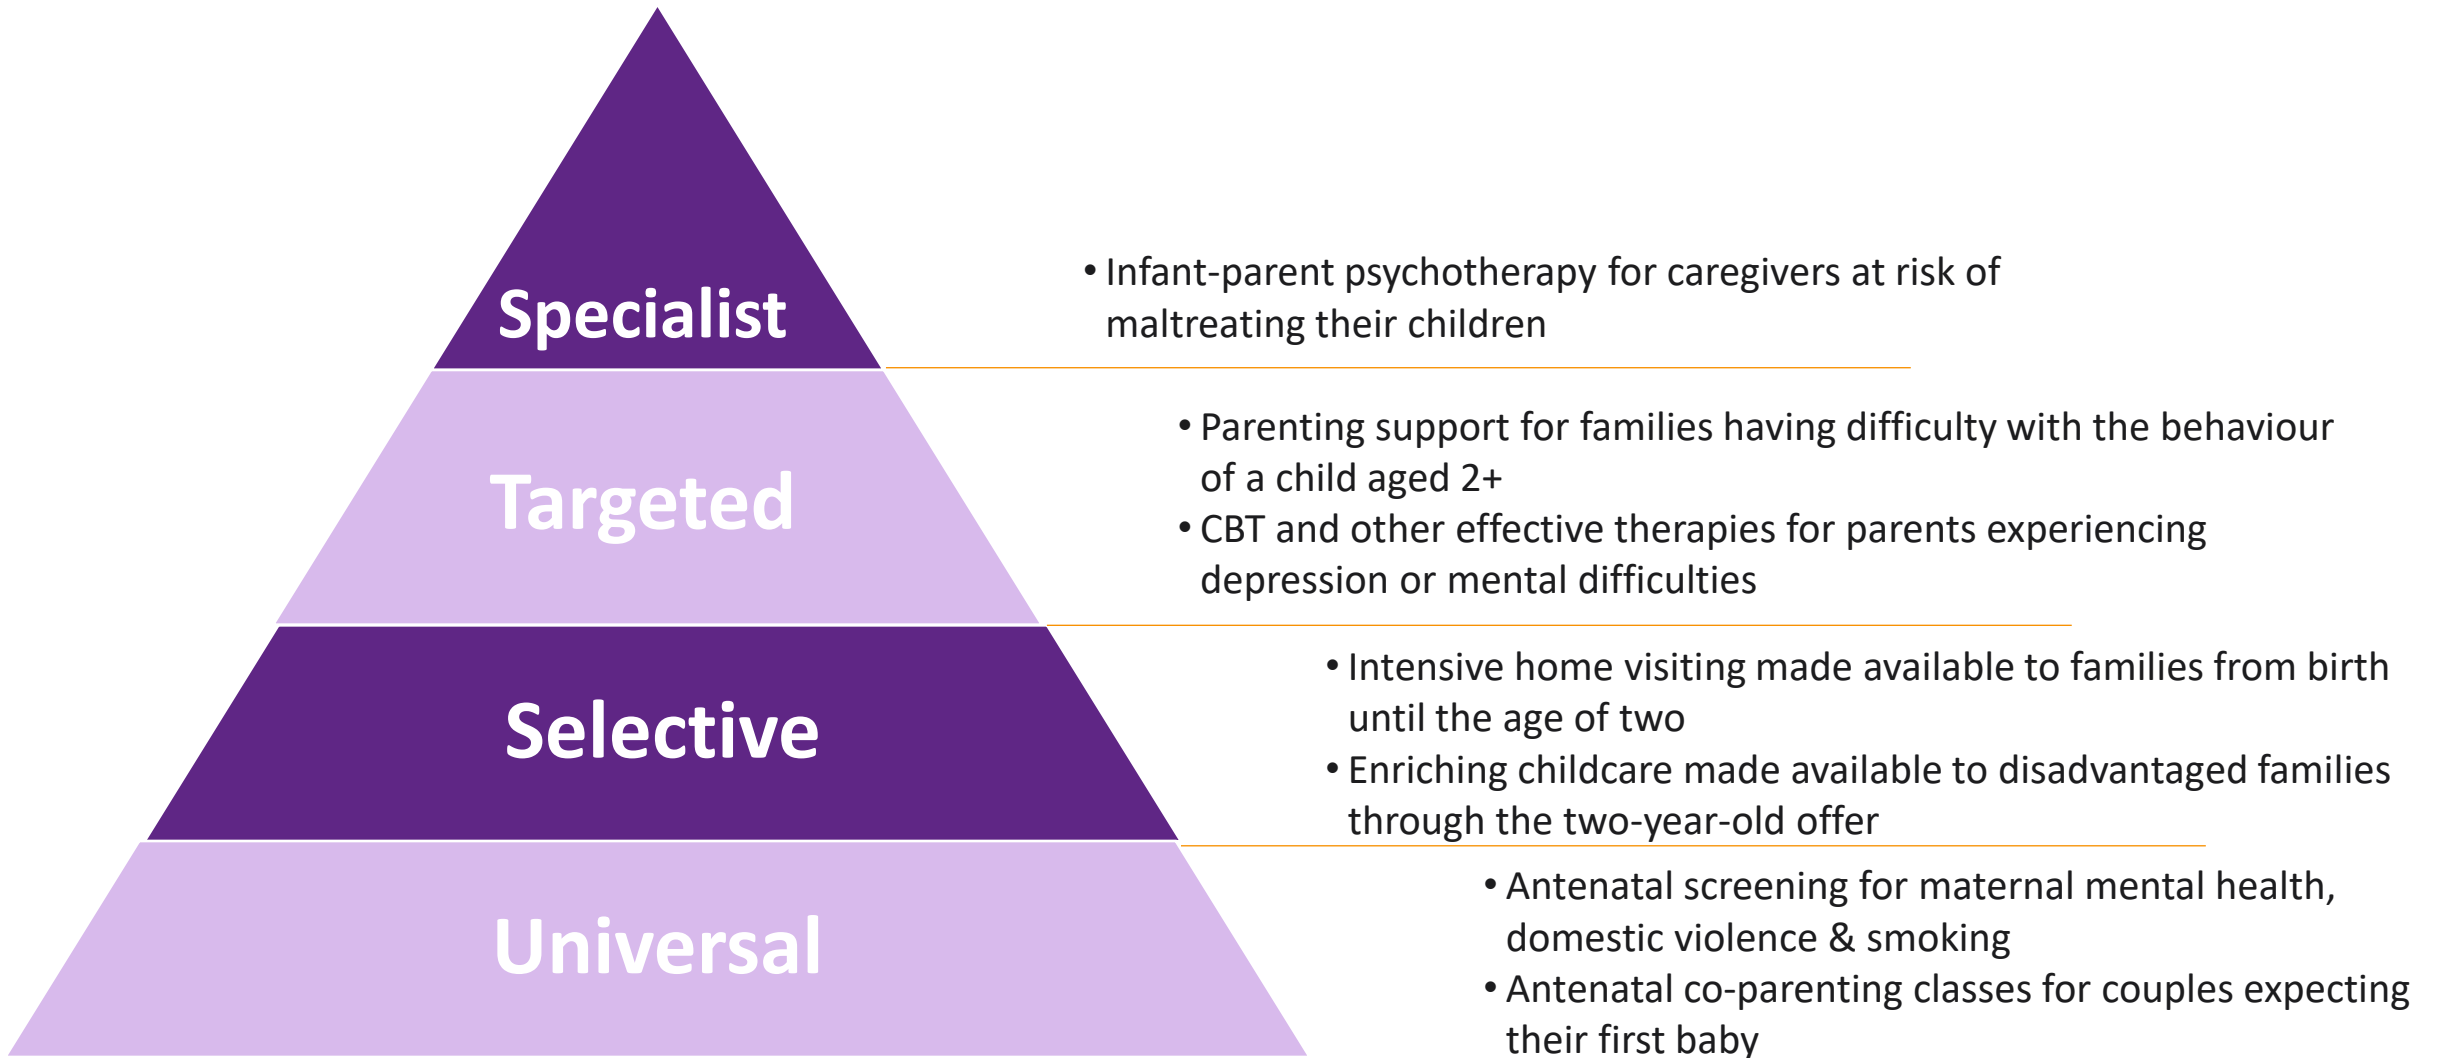 Specialist
• Infant-parent psychotherapy for caregivers at risk of
maltreating their children
Targeted
• Parenting support for families having difficulty with the behaviour
of a child aged 2+
• CBT and other effective therapies for parents experiencing
depression or mental difficulties
Selective
• Intensive home visiting made available to families from birth
until the age of two
• Enriching childcare made available to disadvantaged families
through the two-year-old offer
Universal
• Antenatal screening for maternal mental health,
domestic violence & smoking
• Antenatal co-parenting classes for couples expecting
their first baby